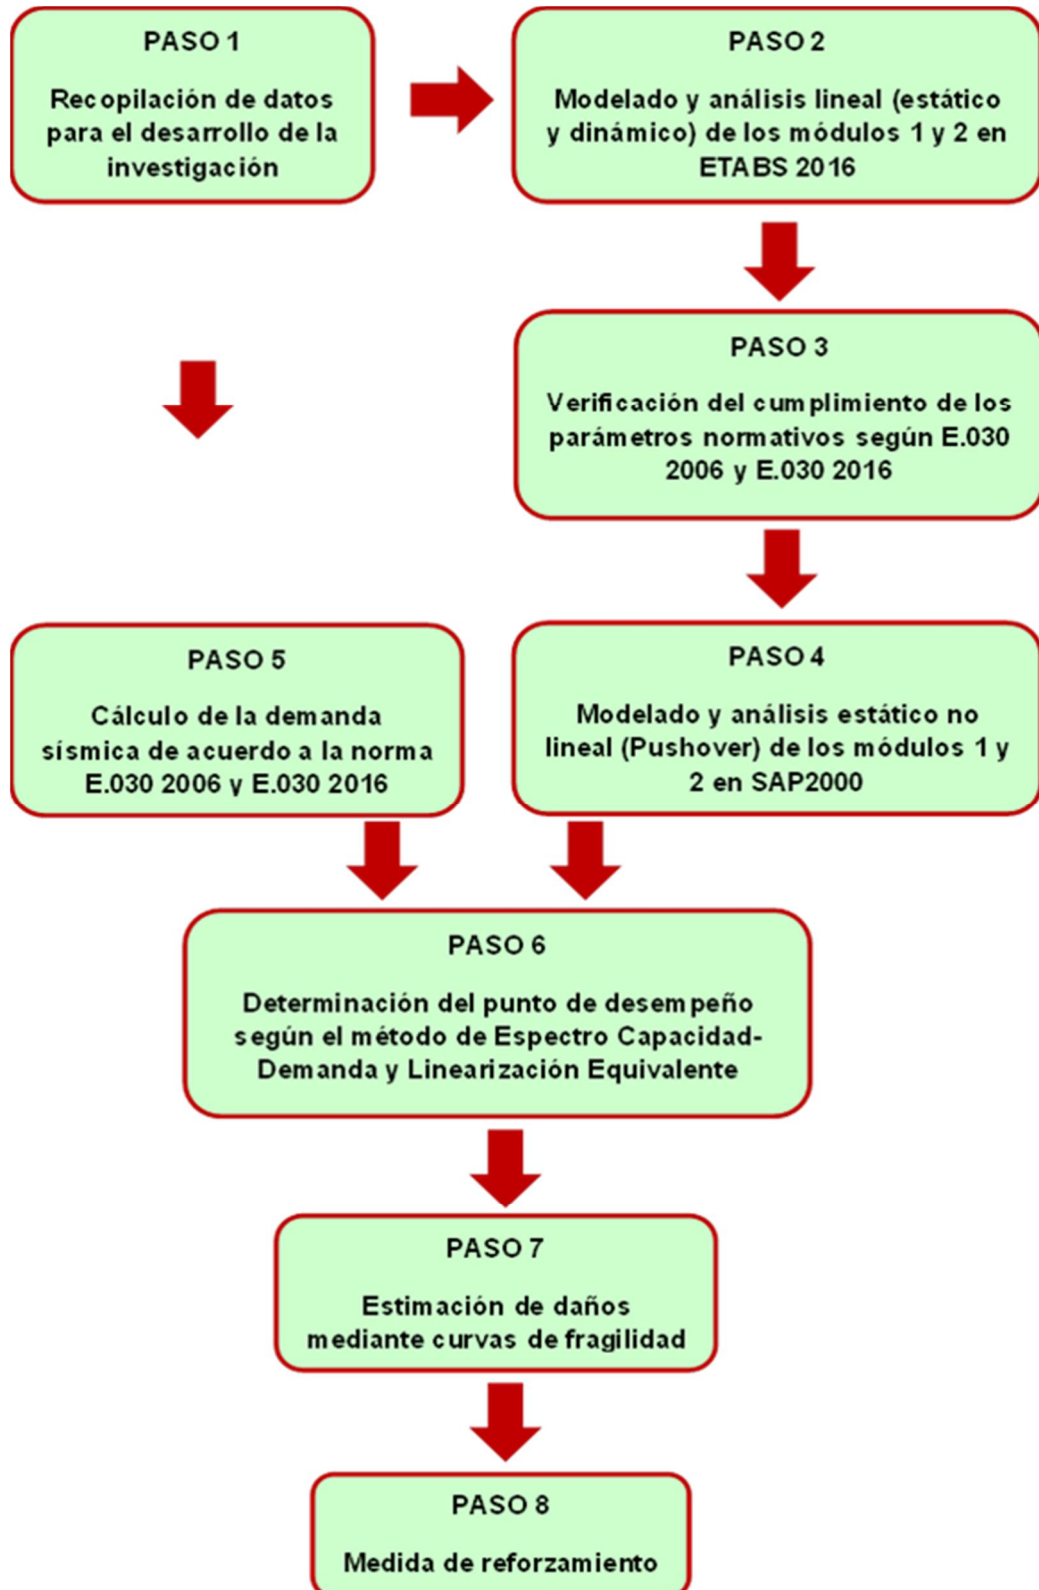 PASO 1
Recopilación de datos
para el desarrollo de la
investigación
PASO 2
Modelado y análisis lineal (estático
y dinámico) de los módulos 1 y 2 en
ETABS 2016
PASO 3
Verificación del cumplimiento de los
parámetros normativos según E.030
2006 y E.030 2016
PASO 4
Modelado y análisis estático no
lineal (Pushover) de los módulos 1 y
2 en SAP2000
PASO 5
Cálculo de la demanda
sísmica de acuerdo a la norma
E.030 2006 y E.030 2016
PASO 6
Determinación del punto de desempeño
según el método de Espectro Capacidad-
Demanda y Linearización Equivalente
PASO 7
Estimación de daños
mediante curvas de fragilidad
PASO 8
Medida de reforzamiento